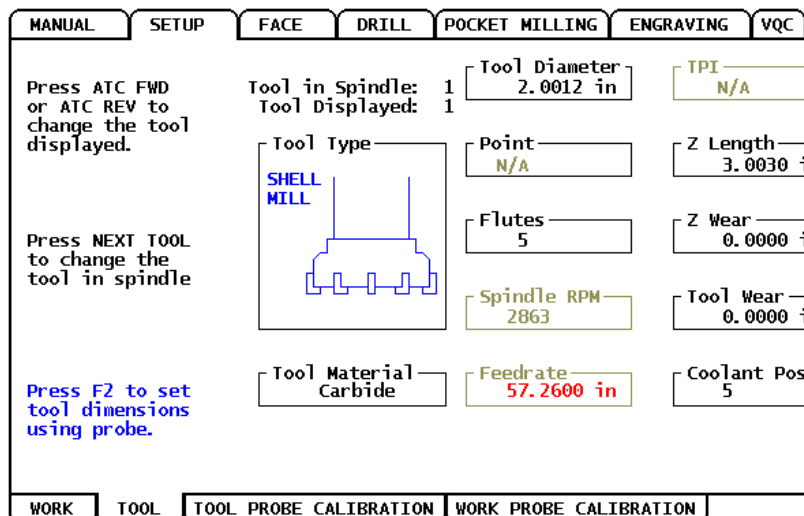 MANUAL SETUP FACE DRILL POCKET MILLING ENGRAVING VQC
Press ATC FWD
or ATC REV to
change the tool
displayed.
Tool in Spindle: 1
Tool Displayed: 1
Tool Diameter
2.0012 in
TPI
N/A
Tool Type
SHELL
MILL
Point
N/A
Z Length
3.0030 i
Press NEXT TOOL
to change the
tool in spindle
Flutes
5
Z Wear
0.0000 i
Spindle RPM
2863
Tool Wear
0.0000 i
Press F2 to set
tool dimensions
using probe.
Tool Material
Carbide
Feedrate
57.2600 in
Coolant Pos
5
WORK TOOL TOOL PROBE CALIBRATION WORK PROBE CALIBRATION